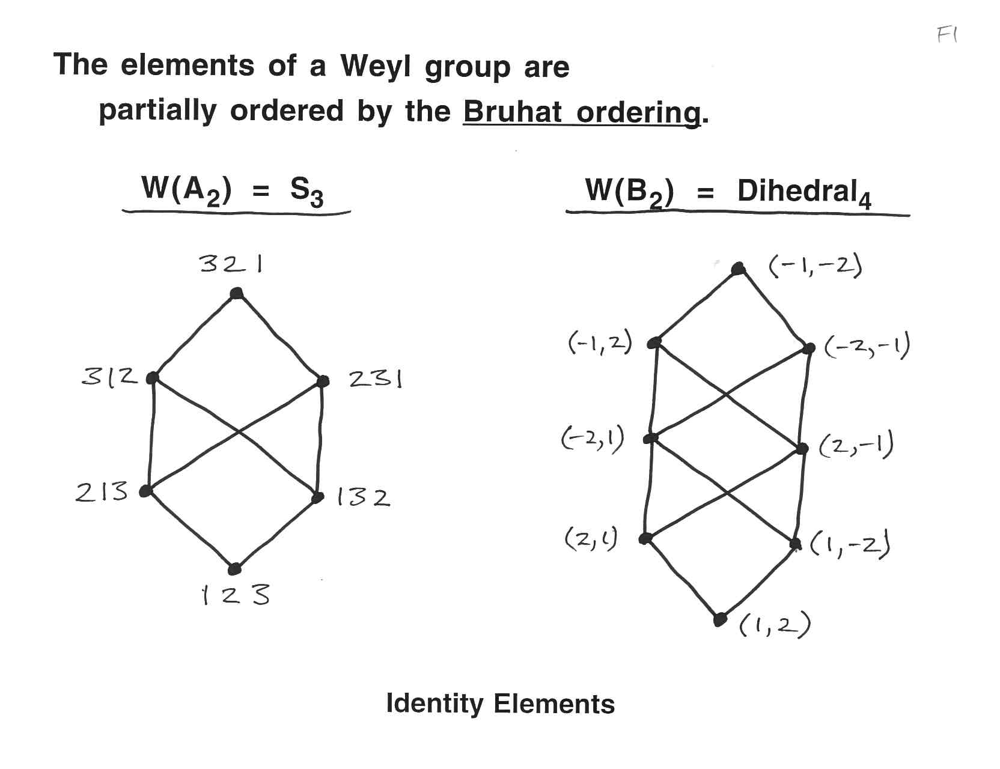 F1
The elements of a Weyl group are
partially ordered by the Bruhat ordering.
W(A2) = S3
W(B2) = Dihedral4
321
(-1,-2)
312
231
(-1,2)
(-2,-1)
(-2,1)
(2,-1)
213
132
(2,1)
(1,-2)
123
(1,2)
Identity Elements